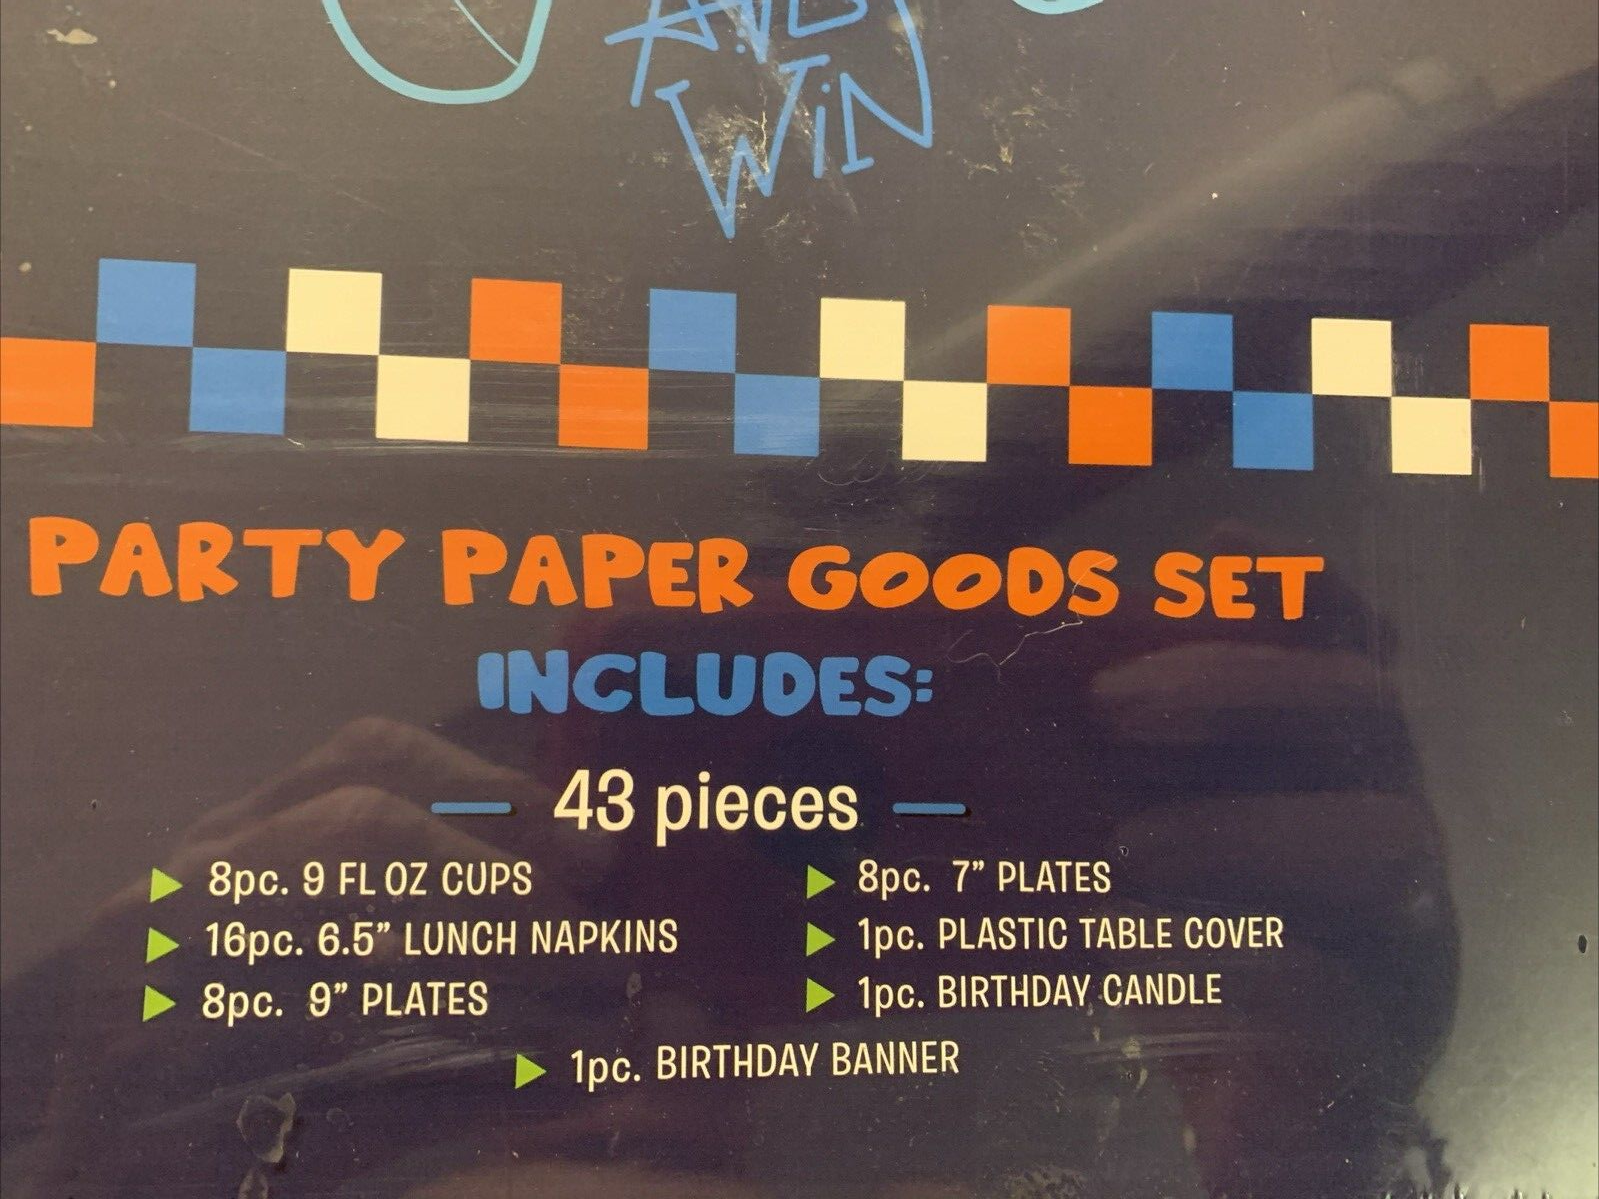 WiN
PARTY PAPER GOODS SET
INCLUDES:
43 pieces
8pc. 9 FL OZ CUPS
16pc. 6.5” LUNCH NAPKINS
8pc. 9” PLATES
8pc. 7” PLATES
1pc. PLASTIC TABLE COVER
1pc. BIRTHDAY CANDLE
1pc. BIRTHDAY BANNER